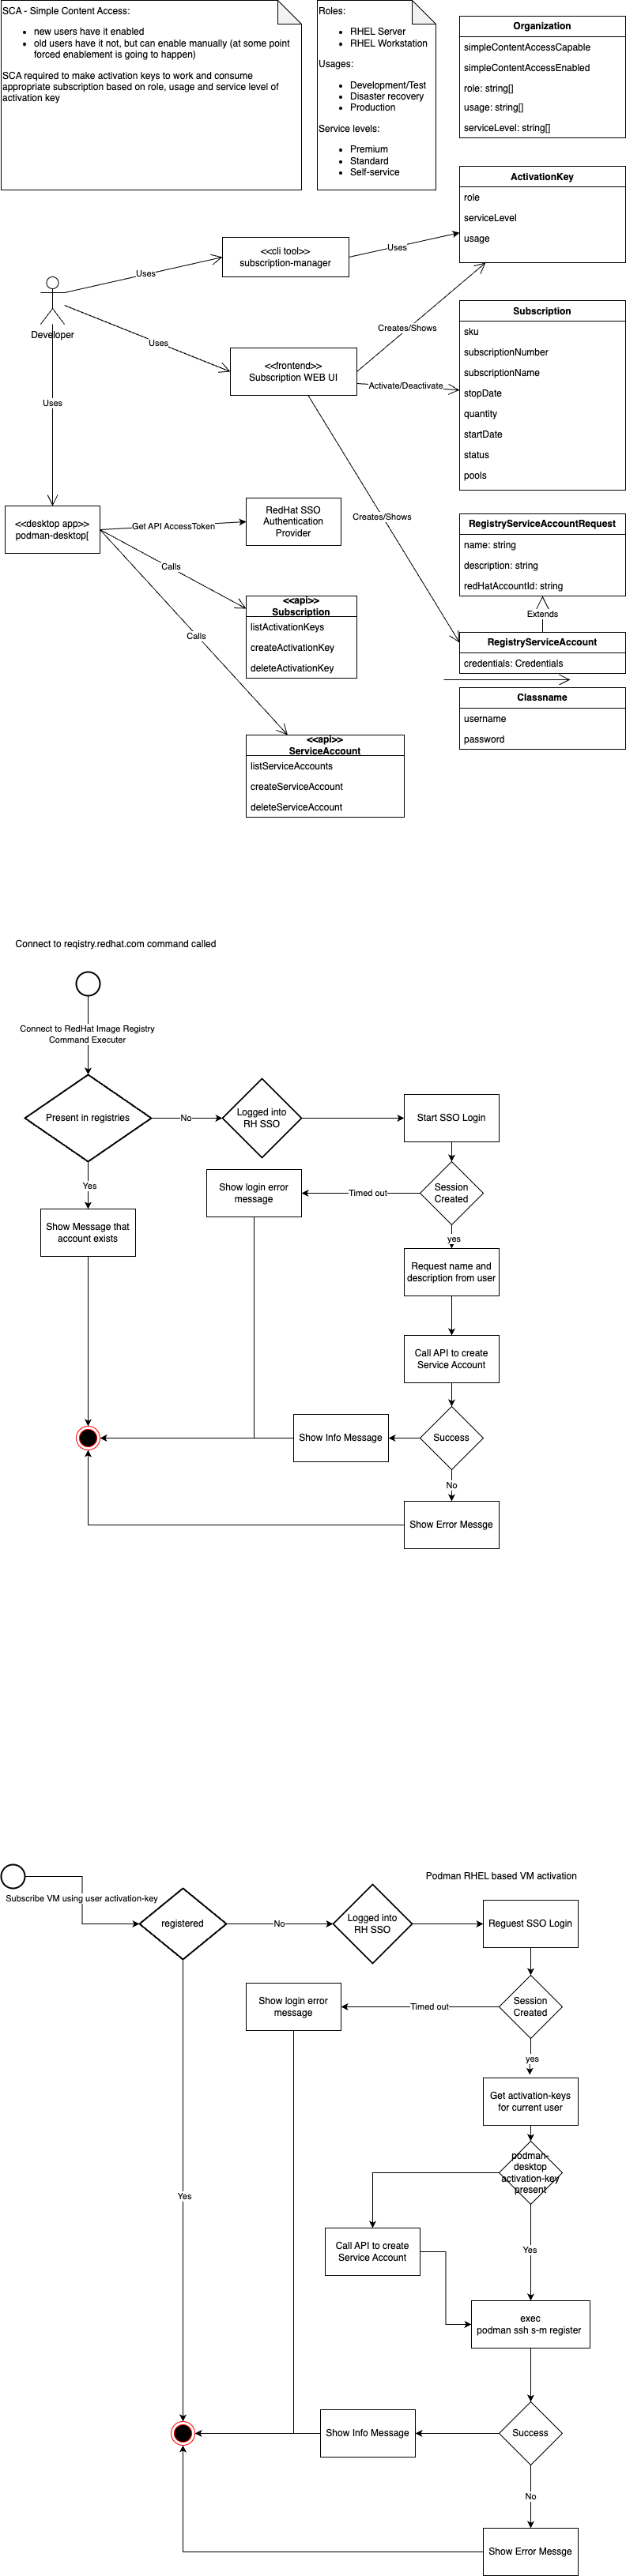 SCA - Simple Content Access:
new users have it enabled
old users have it not, but can enable manually (at some point
forced enablement is going to happen)
SCA required to make activation keys to work and consume
appropriate subscription based on role, usage and service level of
activation key
Roles:
RHEL Server
RHEL Workstation
Usages:
Development/Test
Disaster recovery
Production
Service levels:
Premium
Standard
Self-service
Organization
simpleContentAccessCapable
simpleContentAccessEnabled
role: string[]
usage: string[]
serviceLevel: string[]
ActivationKey
role
serviceLevel
usage
<<cli tool>>
subscription-manager
Uses
Uses
Developer
Uses
Uses
<<frontend>>
Subscription WEB UI
Creates/Shows
Activate/Deactivate
Creates/Shows
Subscription
sku
subscriptionNumber
subscriptionName
stopDate
quantity
startDate
status
pools
<<desktop app>>
podman-desktop[
Get API AccessToken
RedHat SSO
Authentication
Provider
Calls
Calls
<<api>>
Subscription
listActivationKeys
createActivationKey
deleteActivationKey
RegistryServiceAccountRequest
name: string
description: string
redHatAccountId: string
Extends
RegistryServiceAccount
credentials: Credentials
Classname
username
password
<<api>>
ServiceAccount
listServiceAccounts
createServiceAccount
deleteServiceAccount
Connect to reqistry.redhat.com command called
Connect to RedHat Image Registry
Command Executer
Present in registries
No
Logged into
RH SSO
Start SSO Login
Yes
Show Message that
account exists
Show login error
message
Timed out
Session
Created
yes
Request name and
description from user
Call API to create
Service Account
Show Info Message
Success
No
Show Error Messge
Podman RHEL based VM activation
Subscribe VM using user activation-key
registered
No
Logged into
RH SSO
Reguest SSO Login
Show login error
message
Timed out
Session
Created
yes
Get activation-keys
for current user
podman-
desktop
activation-key
present
Yes
Call API to create
Service Account
Yes
exec
podman ssh s-m register
Show Info Message
Success
No
Show Error Messge